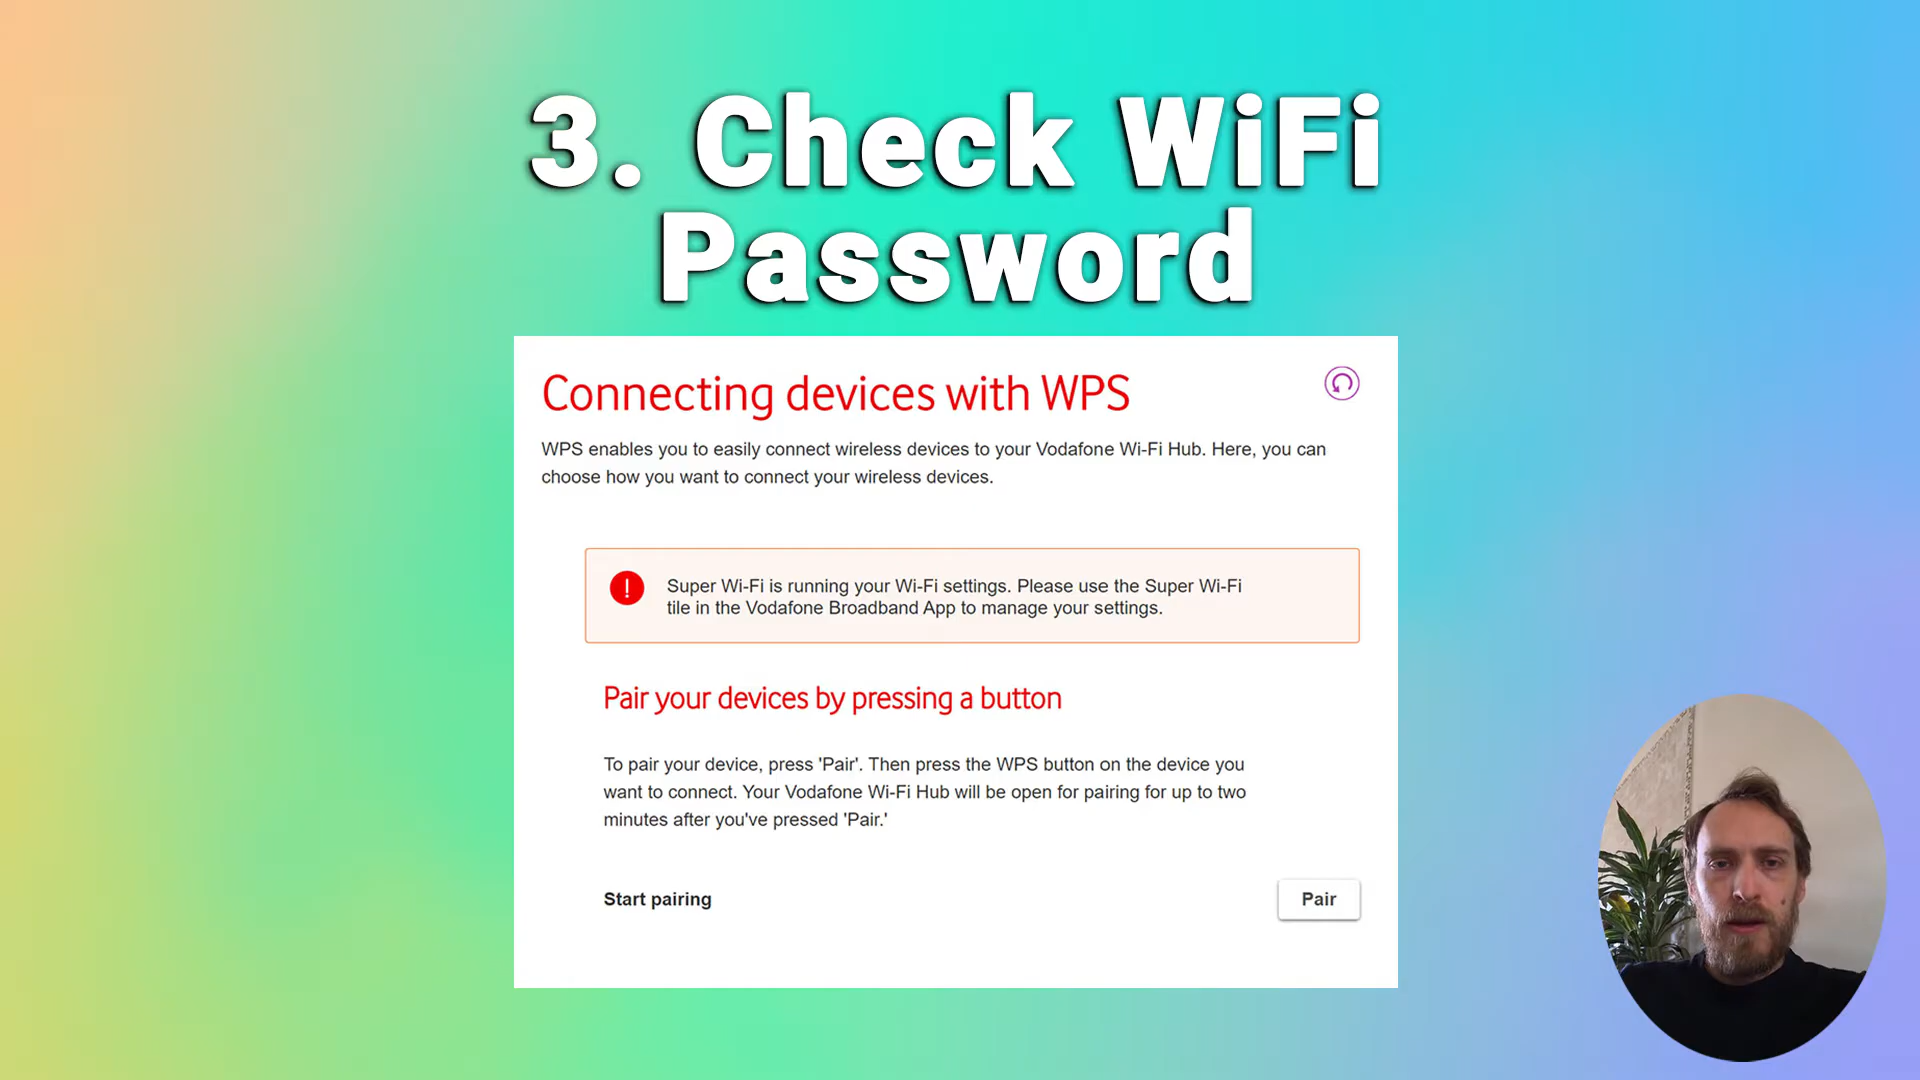 3. Check WiFi
Password
Connecting devices with WPS
WPS enables you to easily connect wireless devices to your Vodafone Wi-Fi Hub. Here, you can
choose how you want to connect your wireless devices.
Super Wi-Fi is running your Wi-Fi settings. Please use the Super Wi-Fi
tile in the Vodafone Broadband App to manage your settings.
Pair your devices by pressing a button
To pair your device, press 'Pair'. Then press the WPS button on the device you
want to connect. Your Vodafone Wi-Fi Hub will be open for pairing for up to two
minutes after you've pressed 'Pair.'
Start pairing
Pair